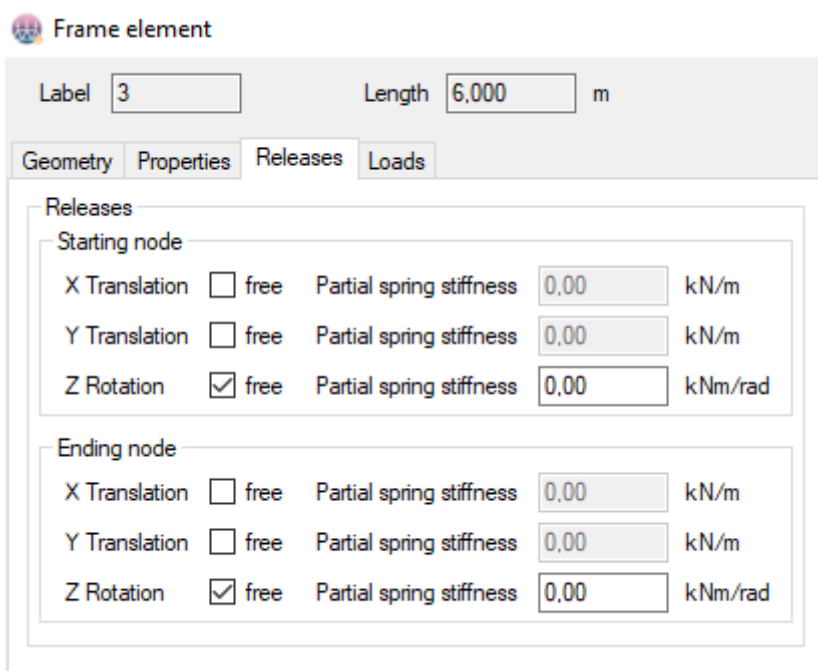 Frame element
Label 3 Length 6,000 m
Geometry Properties Releases Loads
Releases
Starting node
X Translation free Partial spring stiffness 0,00 kN/m
Y Translation free Partial spring stiffness 0,00 kN/m
Z Rotation free Partial spring stiffness 0,00 kNm/rad
Ending node
X Translation free Partial spring stiffness 0,00 kN/m
Y Translation free Partial spring stiffness 0,00 kN/m
Z Rotation free Partial spring stiffness 0,00 kNm/rad